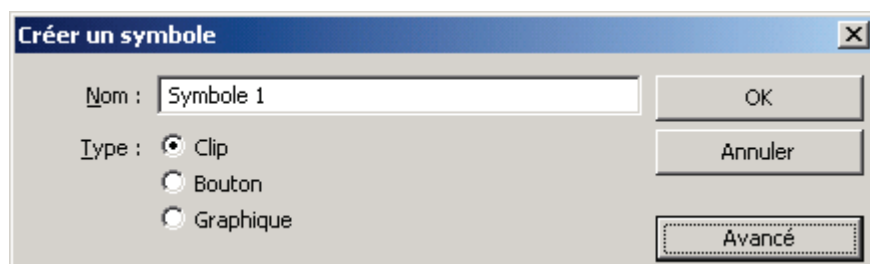 Créer un symbole
Nom : Symbole 1
OK
Type : Clip
Annuler
Bouton
Graphique
Avancé